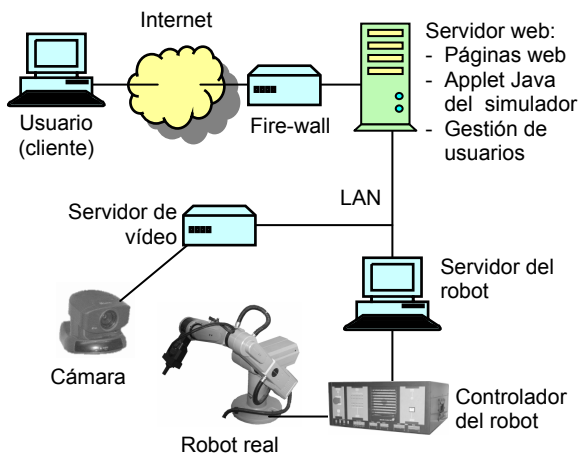 Internet
Usuario
(cliente)
Fire-wall
Servidor web:
- Páginas web
- Applet Java
del simulador
- Gestión de
usuarios
LAN
Servidor de
vídeo
Servidor del
robot
Cámara
Robot real
Controlador
del robot